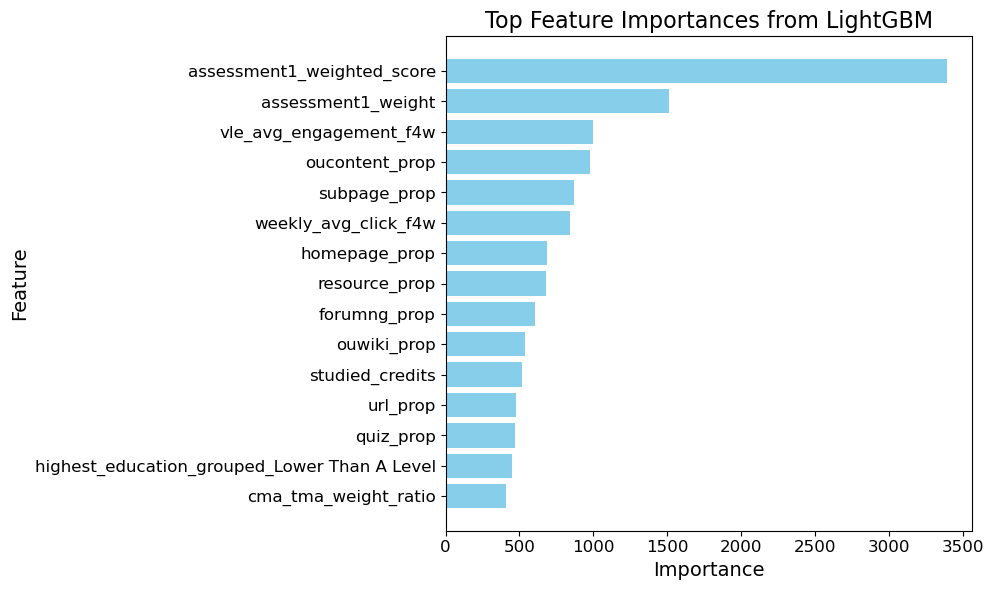 Top Feature Importances from LightGBM
Feature
assessment1_weighted_score
assessment1_weight
vle_avg_engagement_f4w
oucontent_prop
subpage_prop
weekly_avg_click_f4w
homepage_prop
resource_prop
forumng_prop
ouwiki_prop
studied_credits
url_prop
quiz_prop
highest_education_grouped_Lower Than A Level
cma_tma_weight_ratio
0 500 1000 1500 2000 2500 3000 3500
Importance